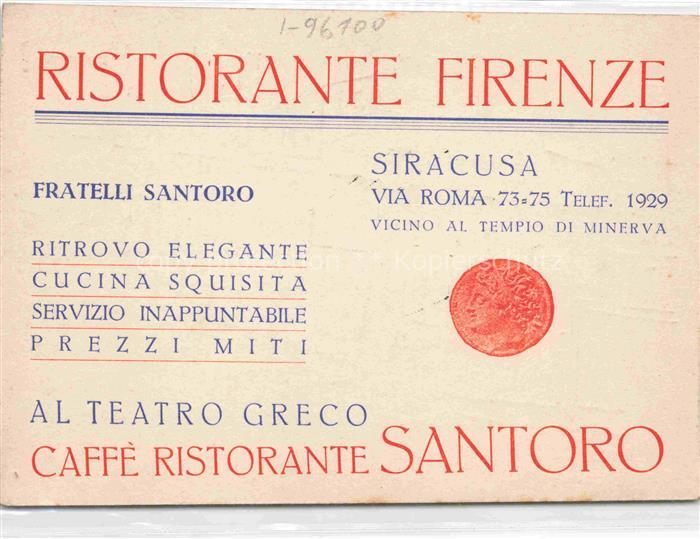 I-96100
RISTORANTE FIRENZE
SIRACUSA
VIA ROMA 73=75 TELEF. 1929
VICINO AL TEMPIO DI MINERVA
FRATELLI SANTORO
RITROVO ELEGANTE
CUCINA SQUISITA
SERVIZIO INAPPUNTABILE
PREZZI MITI
AL TEATRO GRECO
CAFFÈ RISTORANTE SANTORO